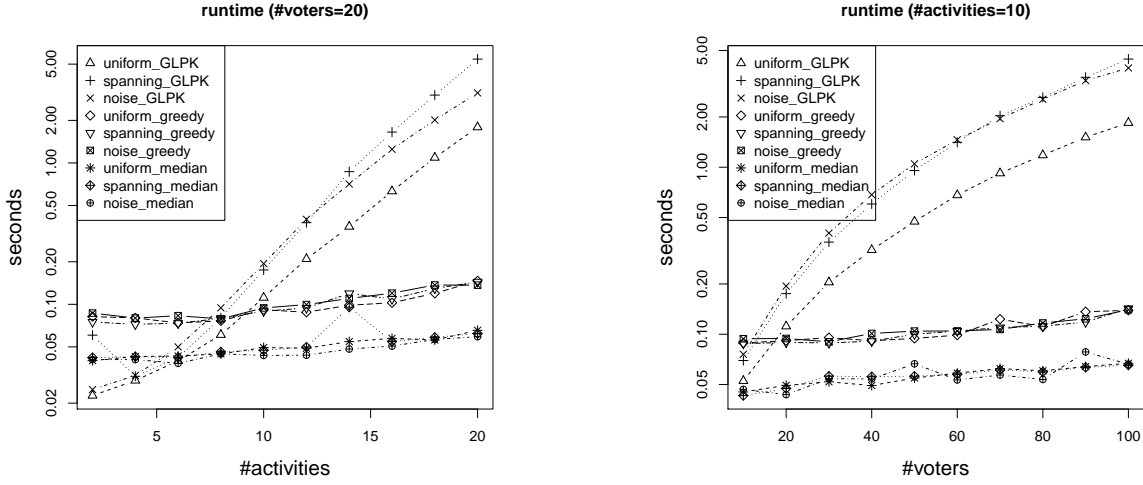 runtime (#voters=20)
5.00
2.00
1.00
0.50
0.20
0.10
0.05
0.02
seconds
uniform_GLPK
spanning_GLPK
noise_GLPK
uniform_greedy
spanning_greedy
noise_greedy
uniform_median
spanning_median
noise_median
5
10
15
20
#activities
runtime (#activities=10)
5.00
2.00
1.00
0.50
0.20
0.10
0.05
seconds
uniform_GLPK
spanning_GLPK
noise_GLPK
uniform_greedy
spanning_greedy
noise_greedy
uniform_median
spanning_median
noise_median
20
40
60
80
100
#voters